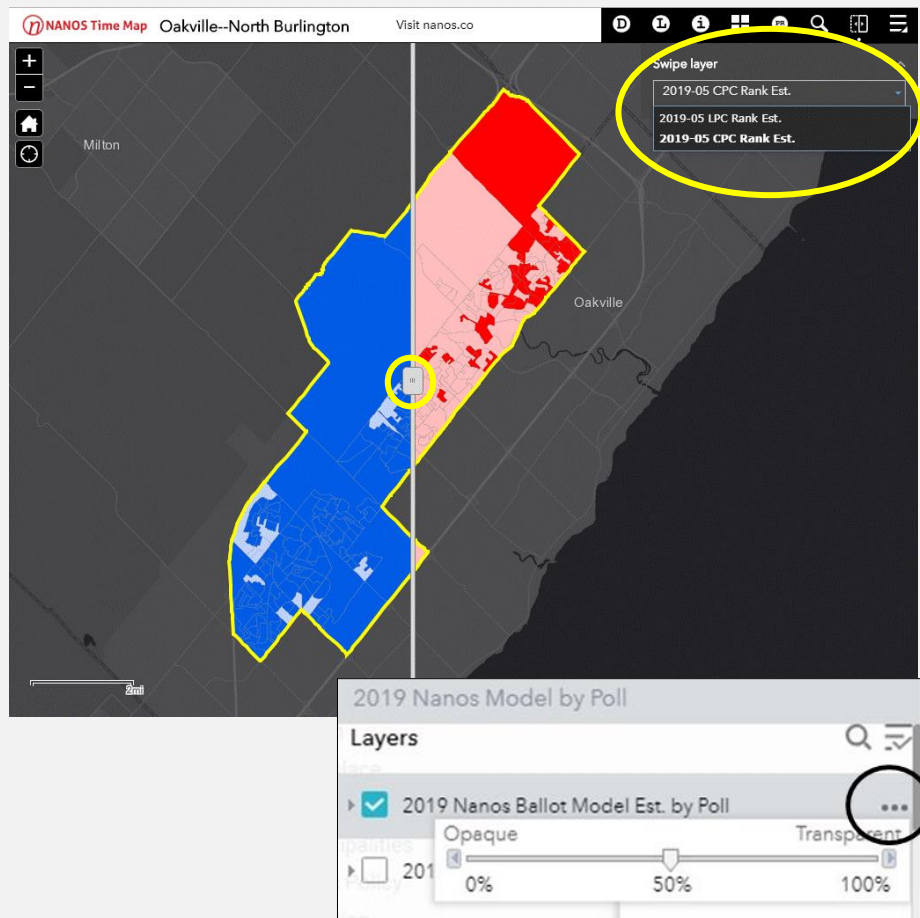 NANOS Time Map Oakville--North Burlington Visit nanos.co D L i PB
+
−
Swipe layer
2019-05 CPC Rank Est.
2019-05 LPC Rank Est.
2019-05 CPC Rank Est.
Milton
Oakville
2mi
2019 Nanos Model by Poll
Layers
2019 Nanos Ballot Model Est. by Poll
Opaque Transparent
201
0% 50% 100%